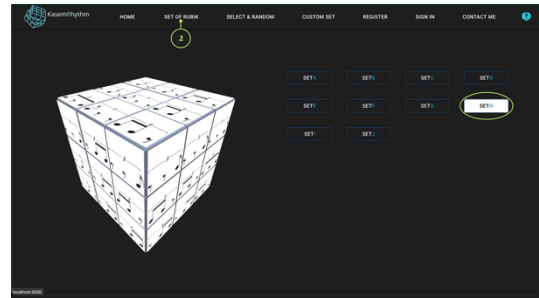 KasemRhythm HOME SET OF RUBIK SELECT & RANDOM CUSTOM SET REGISTER SIGN IN CONTACT ME ?
2
SETA SETB SETC SETD
SETE SETF SETG SETH
SETI SETJ
localhost:3000